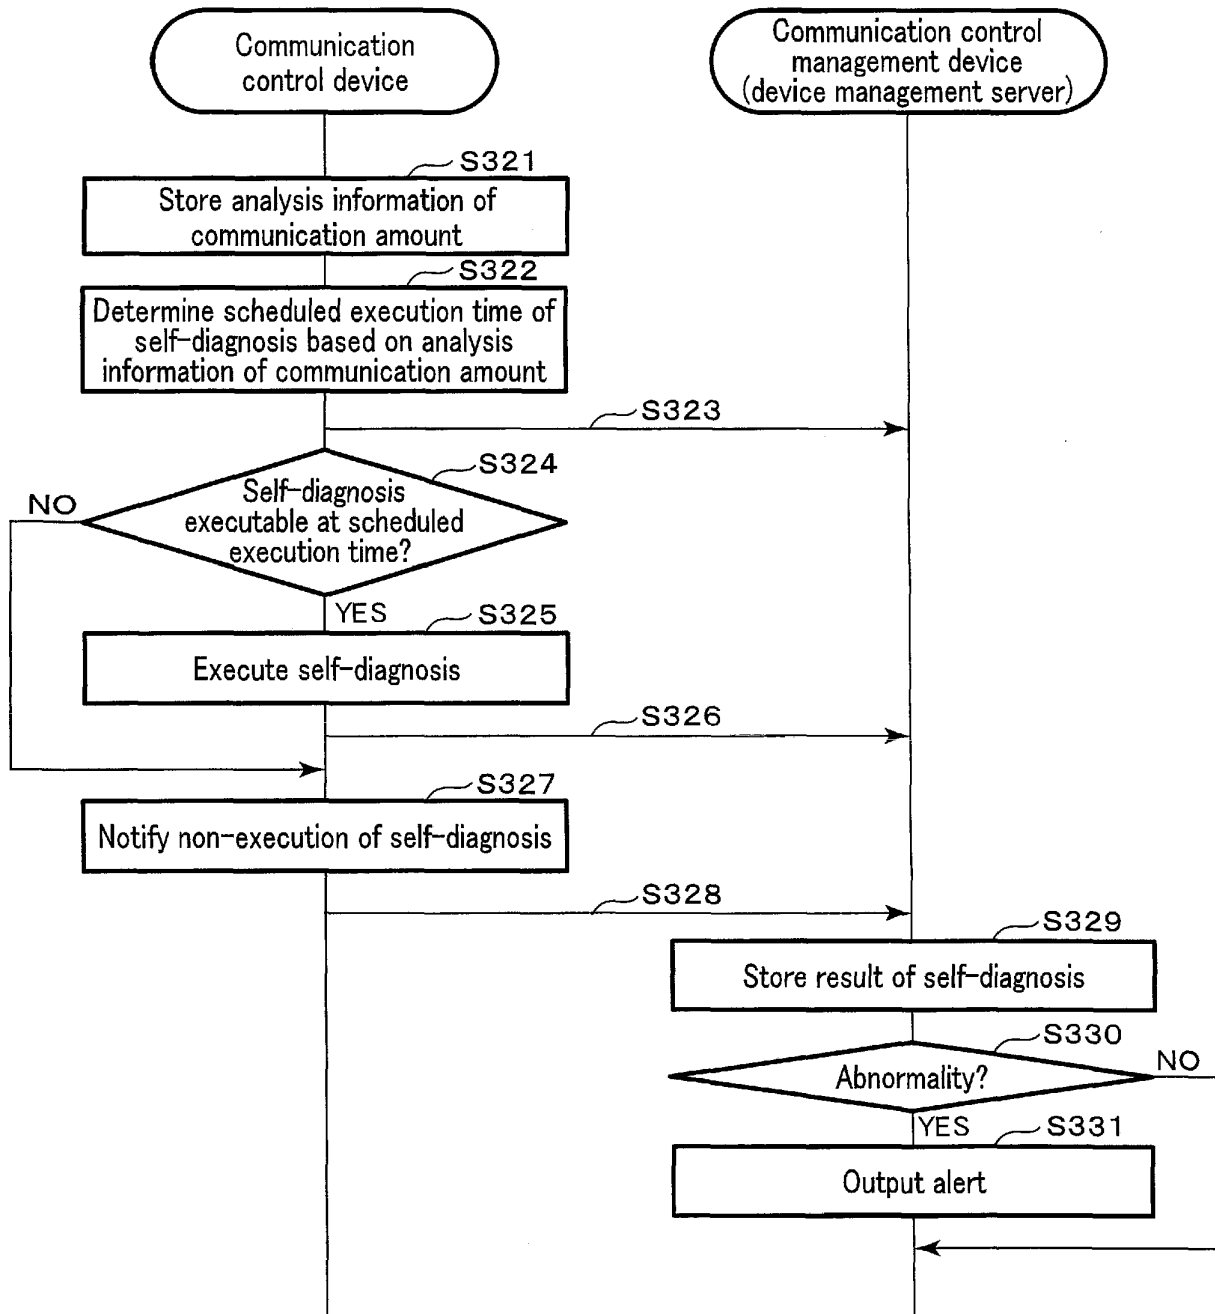 Communication
control device
Communication control
management device
(device management server)
S321
Store analysis information of
communication amount
S322
Determine scheduled execution time of
self-diagnosis based on analysis
information of communication amount
S323
S324
NO
Self-diagnosis
executable at scheduled
execution time?
YES
S325
Execute self-diagnosis
S326
S327
Notify non-execution of self-diagnosis
S328
S329
Store result of self-diagnosis
S330
NO
Abnormality?
YES
S331
Output alert